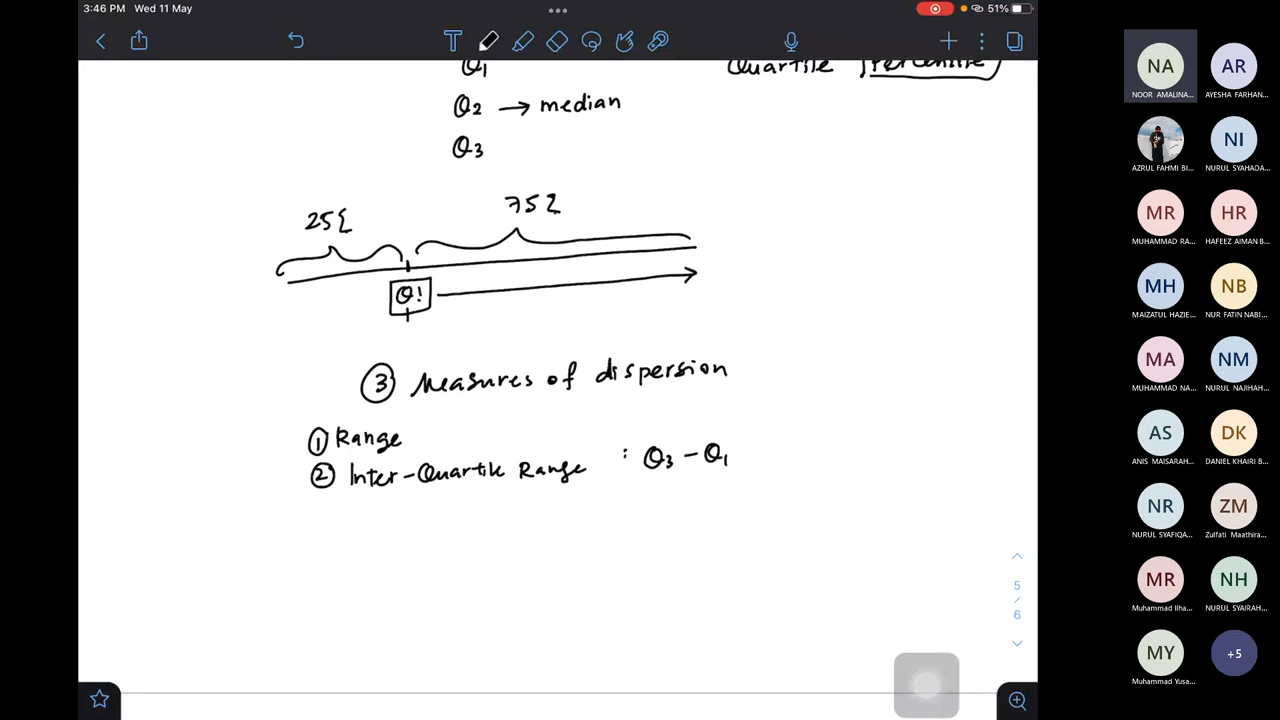 3:46 PM Wed 11 May
51%
Q1
Quartile Percentile
Q2 → median
Q3
25%
75%
Q1
③ Measures of dispersion
① Range
② Inter-Quartile Range : Q3 - Q1
5
6
NA
NOOR AMALINA...
AR
AYESHA FARHAN...
AZRUL FAHMI BI...
NI
NURUL SYAHADA...
MR
MUHAMMAD RA...
HR
HAFEEZ AIMAN B...
MH
MAIZATUL HAZIE...
NB
NUR FATIN NABI...
MA
MUHAMMAD NA...
NM
NURUL NAJIHAH...
AS
ANIS MAISARAH...
DK
DANIEL KHAIRI B...
NR
NURUL SYAFIQA...
ZM
Zulfati Maathira...
MR
Muhammad Ilha...
NH
NURUL SYAIRAH...
MY
Muhammad Yusa...
+5